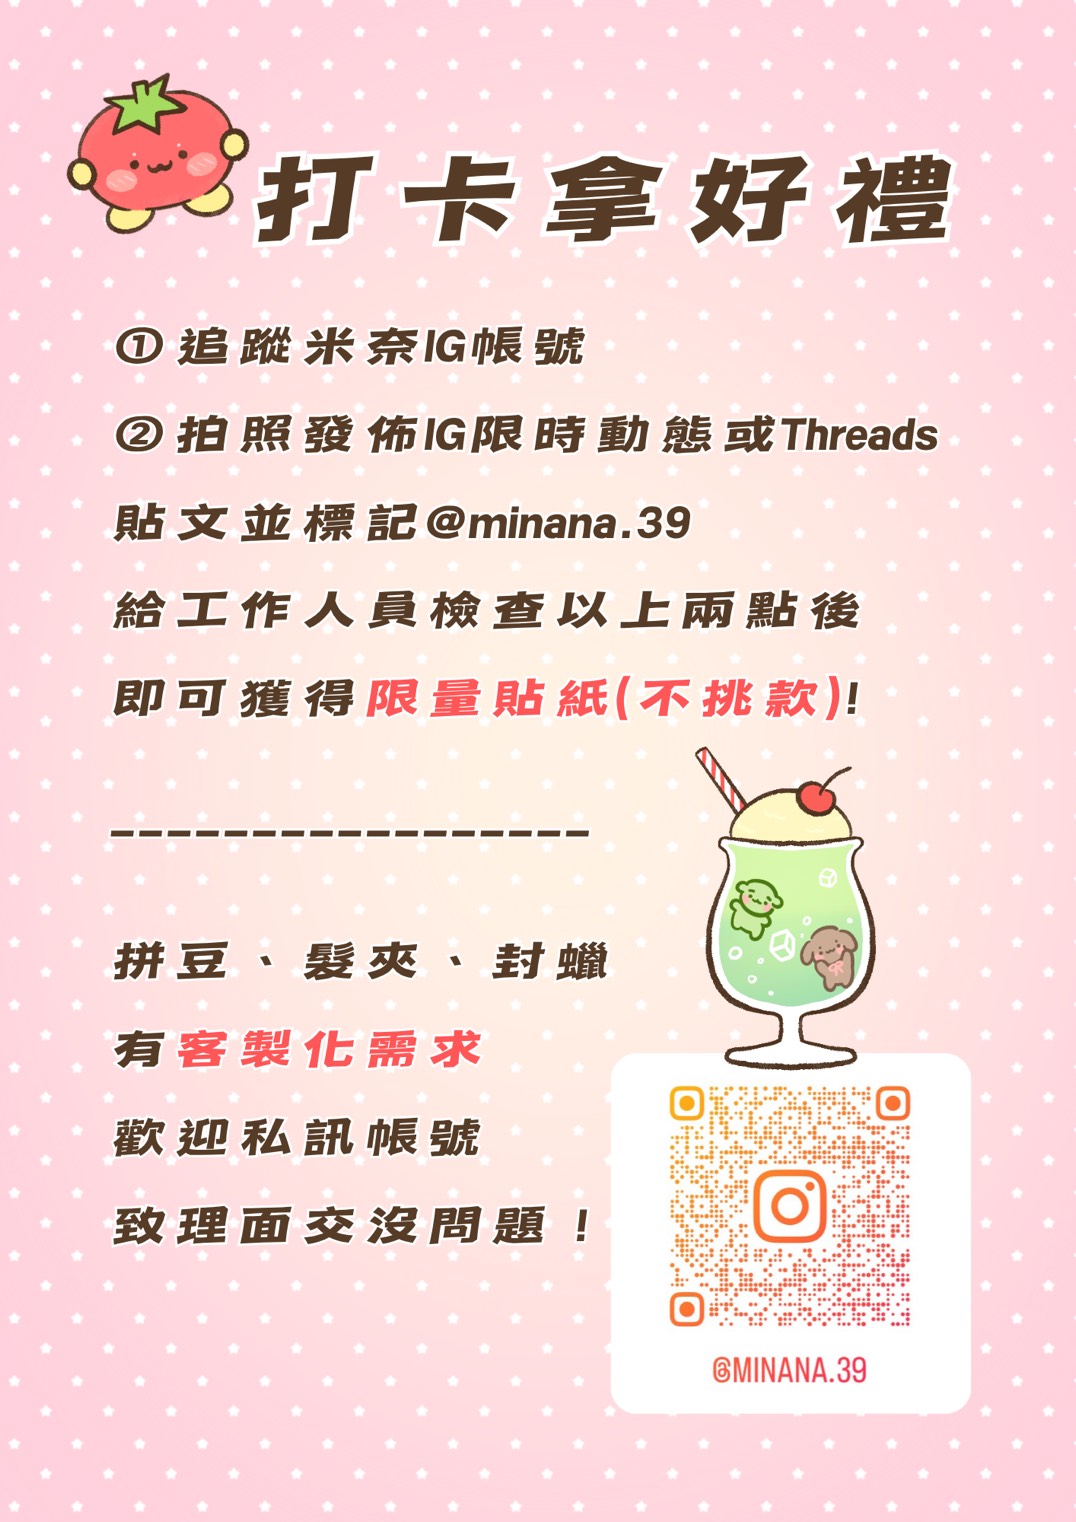 打卡拿好禮
①追蹤米奈IG帳號
②拍照發佈IG限時動態或Threads
貼文並標記@minana.39
給工作人員檢查以上兩點後
即可獲得限量貼紙(不挑款)!
-----------------
拼豆、髮夾、封蠟
有客製化需求
歡迎私訊帳號
致理面交沒問題！
@MINANA.39